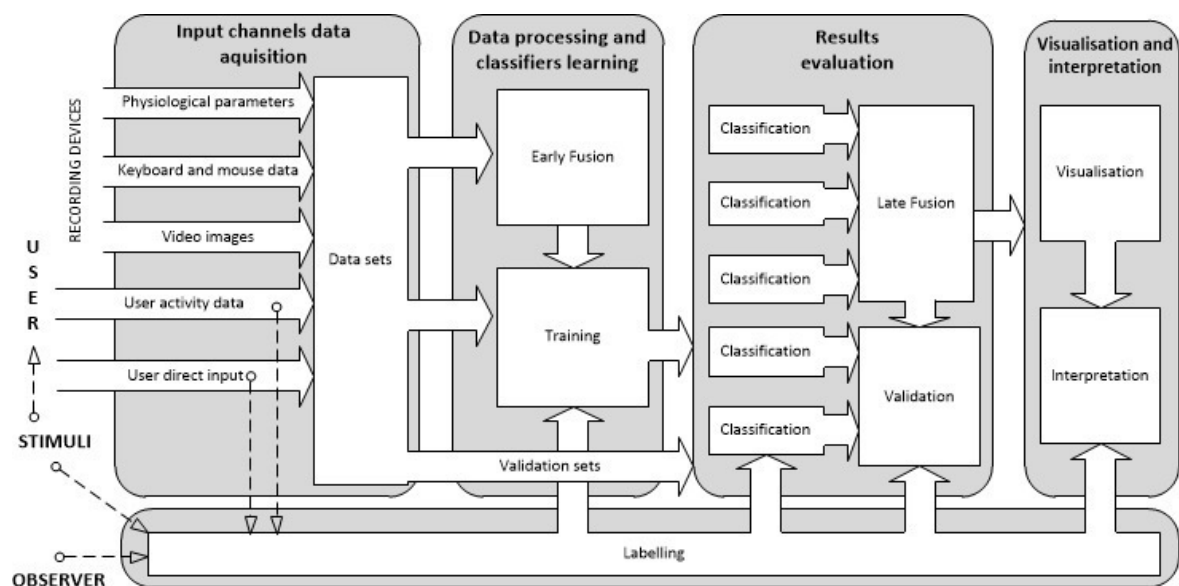 Input channels data
aquisition
Data processing and
classifiers learning
Results
evaluation
Visualisation and
interpretation
RECORDING DEVICES
Physiological parameters
Keyboard and mouse data
Video images
User activity data
User direct input
USER
STIMULI
OBSERVER
Data sets
Early Fusion
Training
Validation sets
Classification
Classification
Classification
Classification
Classification
Late Fusion
Validation
Visualisation
Interpretation
Labelling